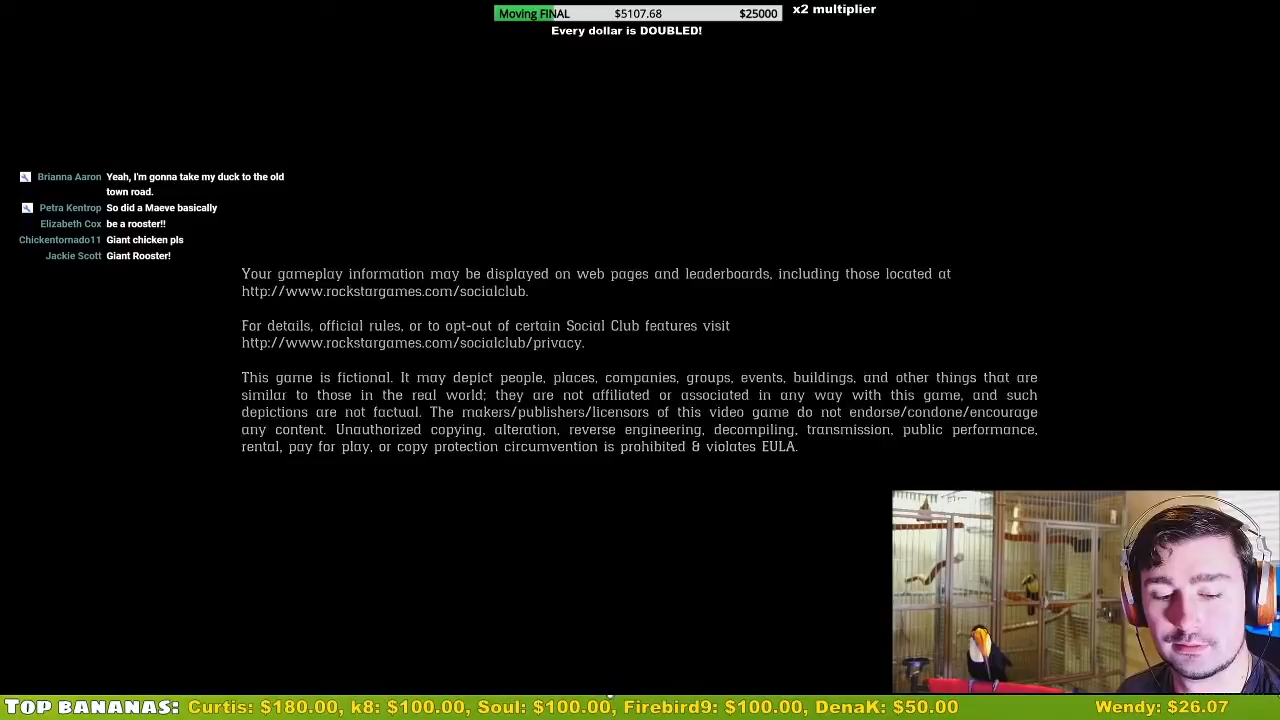 Moving FINAL $5107.68 $25000 x2 multiplier
Every dollar is DOUBLED!
Brianna Aaron Yeah, I'm gonna take my duck to the old
town road.
Petra Kentrop So did a Maeve basically
Elizabeth Cox be a rooster!!
Chickentornado11 Giant chicken pls
Jackie Scott Giant Rooster!
Your gameplay information may be displayed on web pages and leaderboards, including those located at
http://www.rockstargames.com/socialclub.
For details, official rules, or to opt-out of certain Social Club features visit
http://www.rockstargames.com/socialclub/privacy.
This game is fictional. It may depict people, places, companies, groups, events, buildings, and other things that are
similar to those in the real world; they are not affiliated or associated in any way with this game, and such
depictions are not factual. The makers/publishers/licensors of this video game do not endorse/condone/encourage
any content. Unauthorized copying, alteration, reverse engineering, decompiling, transmission, public performance,
rental, pay for play, or copy protection circumvention is prohibited & violates EULA.
TOP BANANAS: Curtis: $180.00, k8: $100.00, Soul: $100.00, Firebird9: $100.00, DenaK: $50.00 Wendy: $26.07